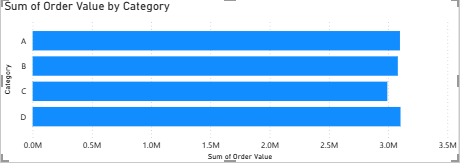 Sum of Order Value by Category
Category
A
B
C
D
0.0M 0.5M 1.0M 1.5M 2.0M 2.5M 3.0M 3.5M
Sum of Order Value